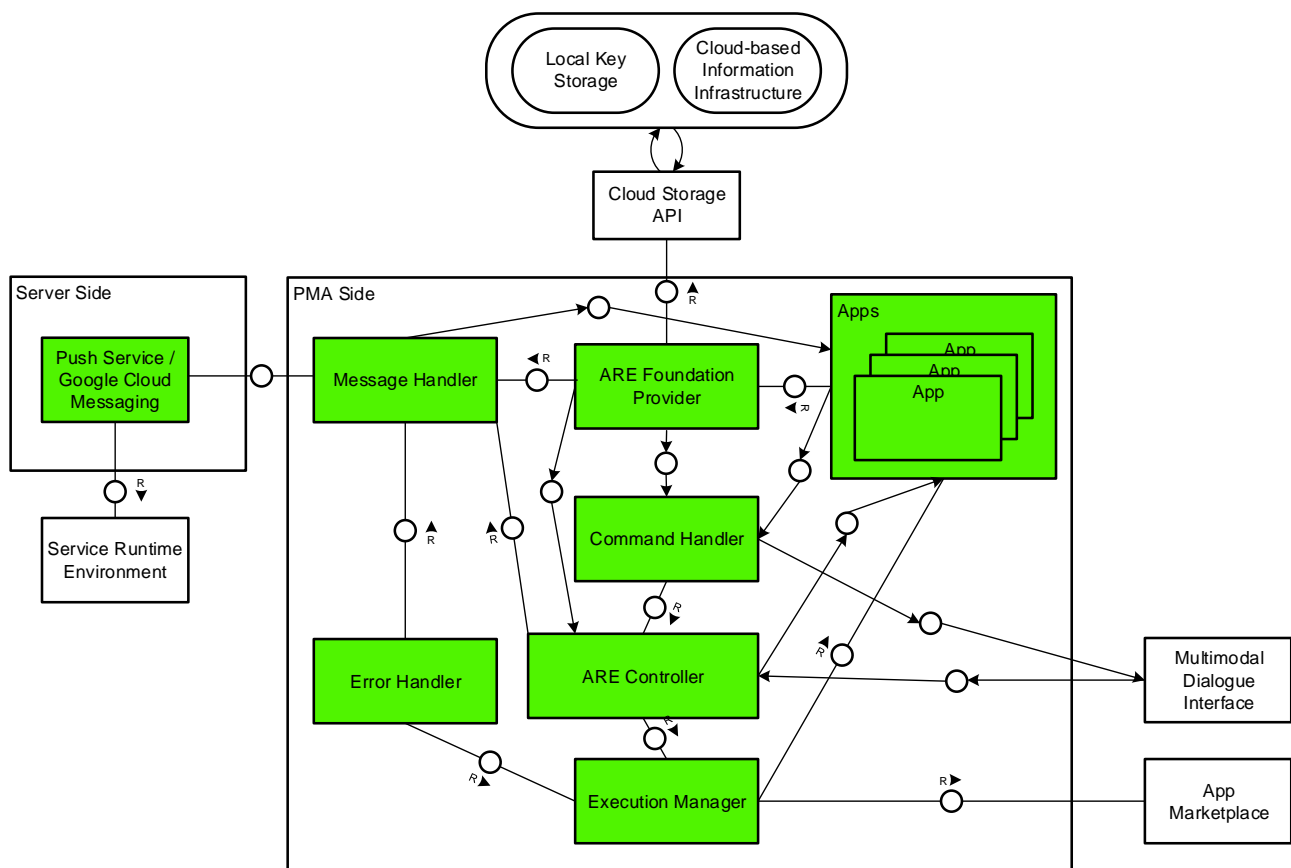 Local Key
Storage
Cloud-based
Information
Infrastructure
Cloud Storage
API
Server Side
PMA Side
R
Apps
Push Service /
Google Cloud
Messaging
Message Handler
R
ARE Foundation
Provider
R
App
App
App
R
Service Runtime
Environment
R
R
Command Handler
R
Error Handler
ARE Controller
R
Multimodal
Dialogue
Interface
R
R
Execution Manager
R
App
Marketplace